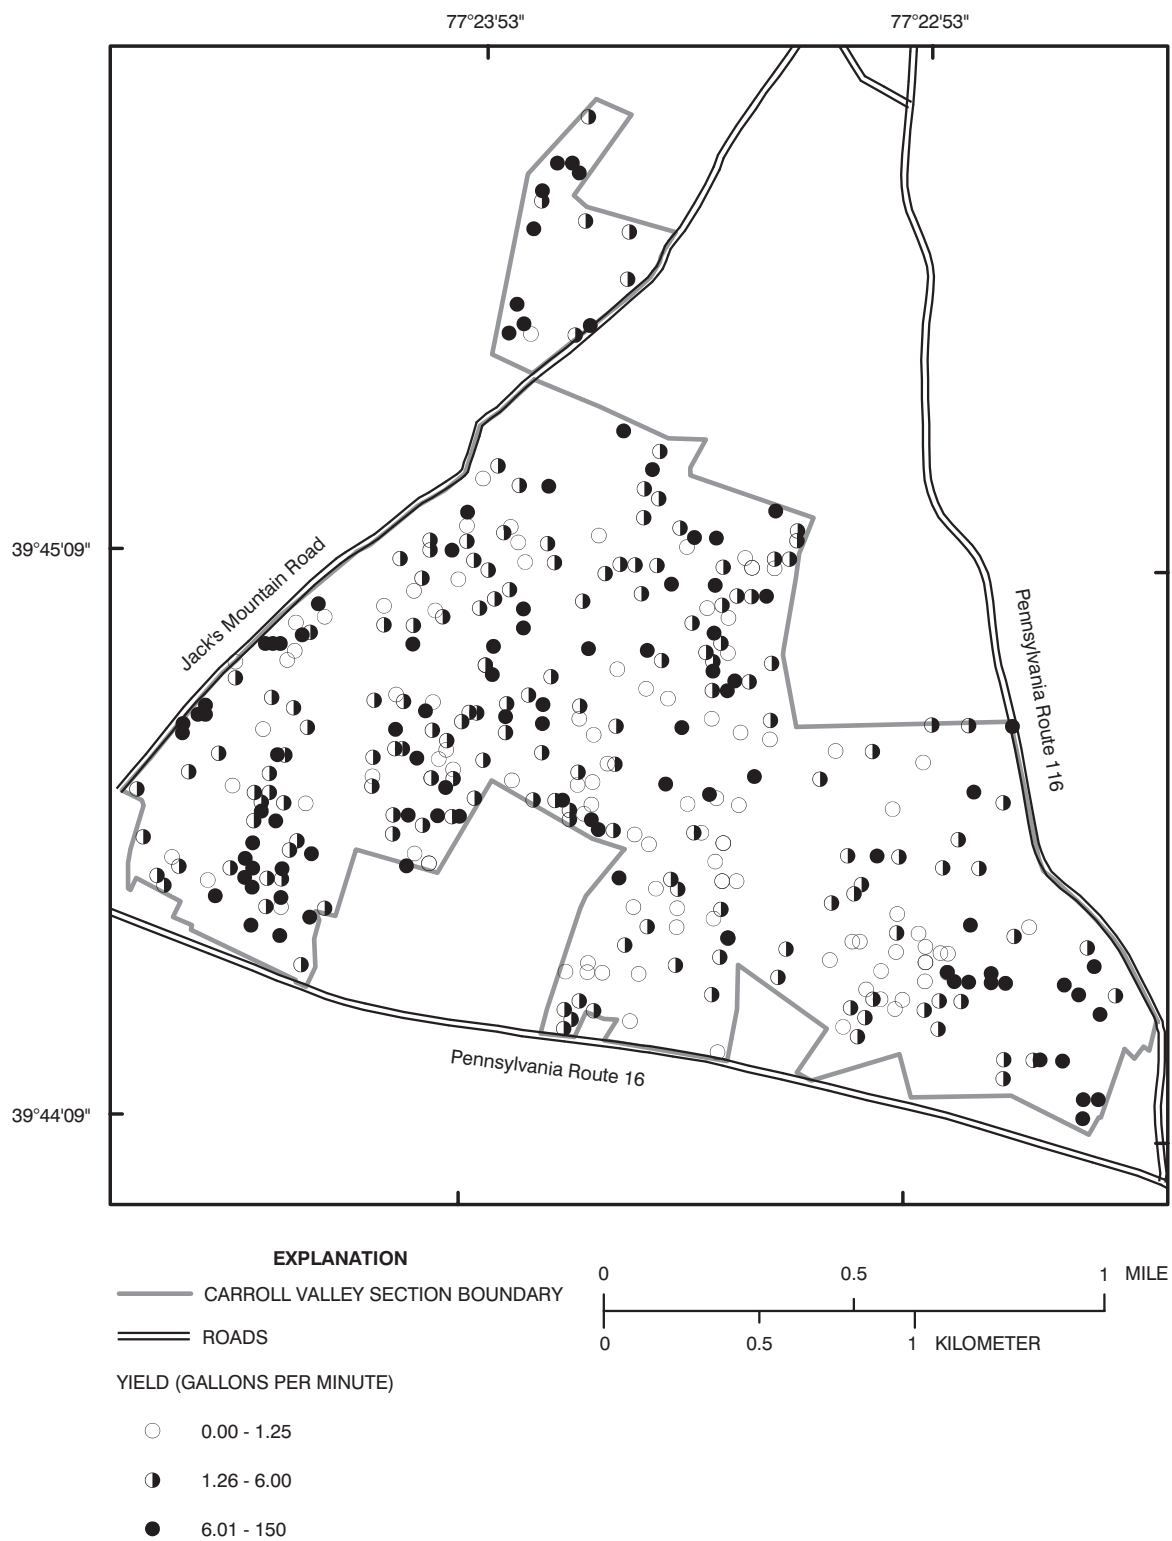 77°23'53"
77°22'53"
39°45'09"
Jack's Mountain Road
Pennsylvania Route 116
Pennsylvania Route 16
39°44'09"
EXPLANATION
CARROLL VALLEY SECTION BOUNDARY
ROADS
YIELD (GALLONS PER MINUTE)
0.00 - 1.25
1.26 - 6.00
6.01 - 150
0 0.5 1 MILE
0 0.5 1 KILOMETER